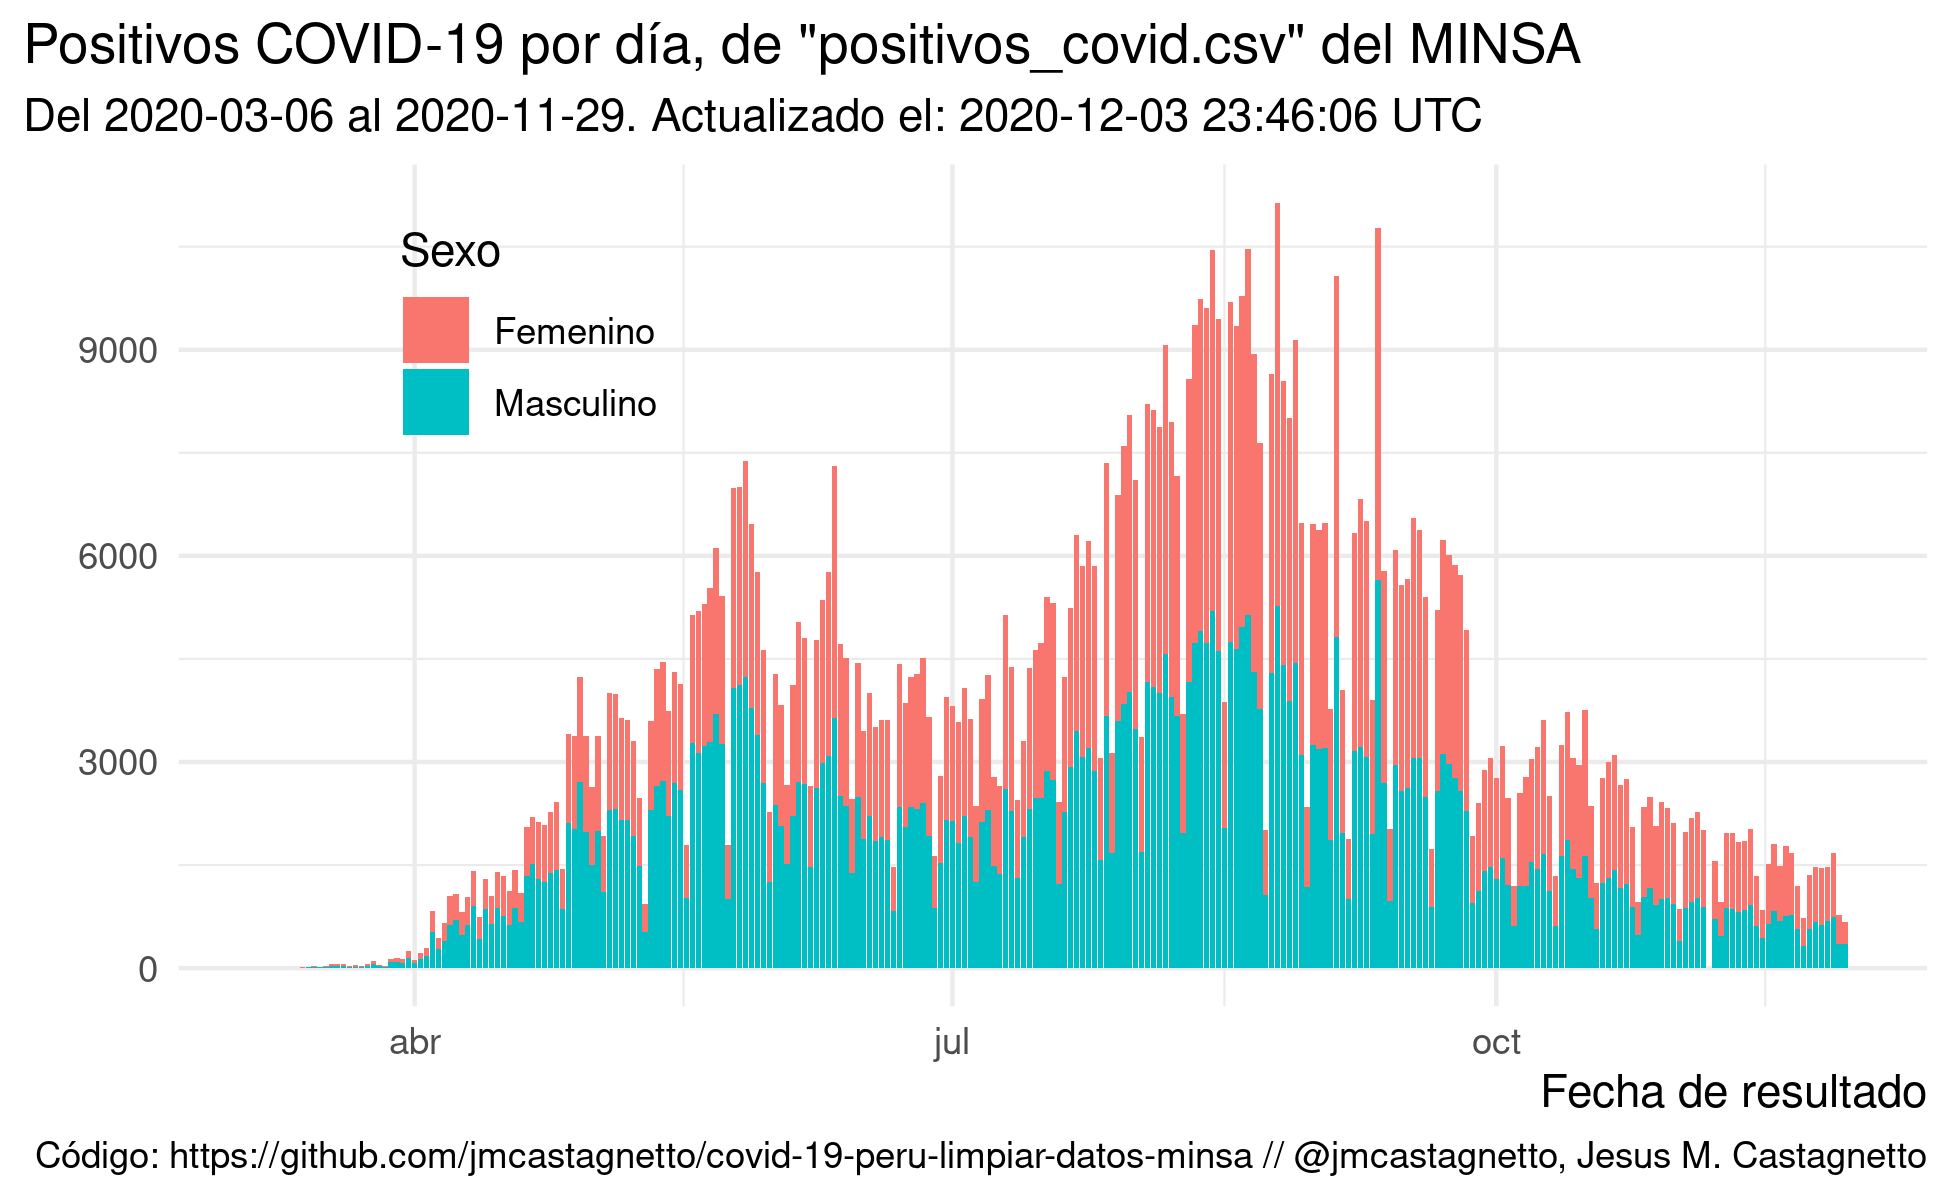 Positivos COVID-19 por día, de "positivos_covid.csv" del MINSA
Del 2020-03-06 al 2020-11-29. Actualizado el: 2020-12-03 23:46:06 UTC
Sexo
Femenino
Masculino
9000
6000
3000
0
abr jul oct
Fecha de resultado
Código: https://github.com/jmcastagnetto/covid-19-peru-limpiar-datos-minsa // @jmcastagnetto, Jesus M. Castagnetto